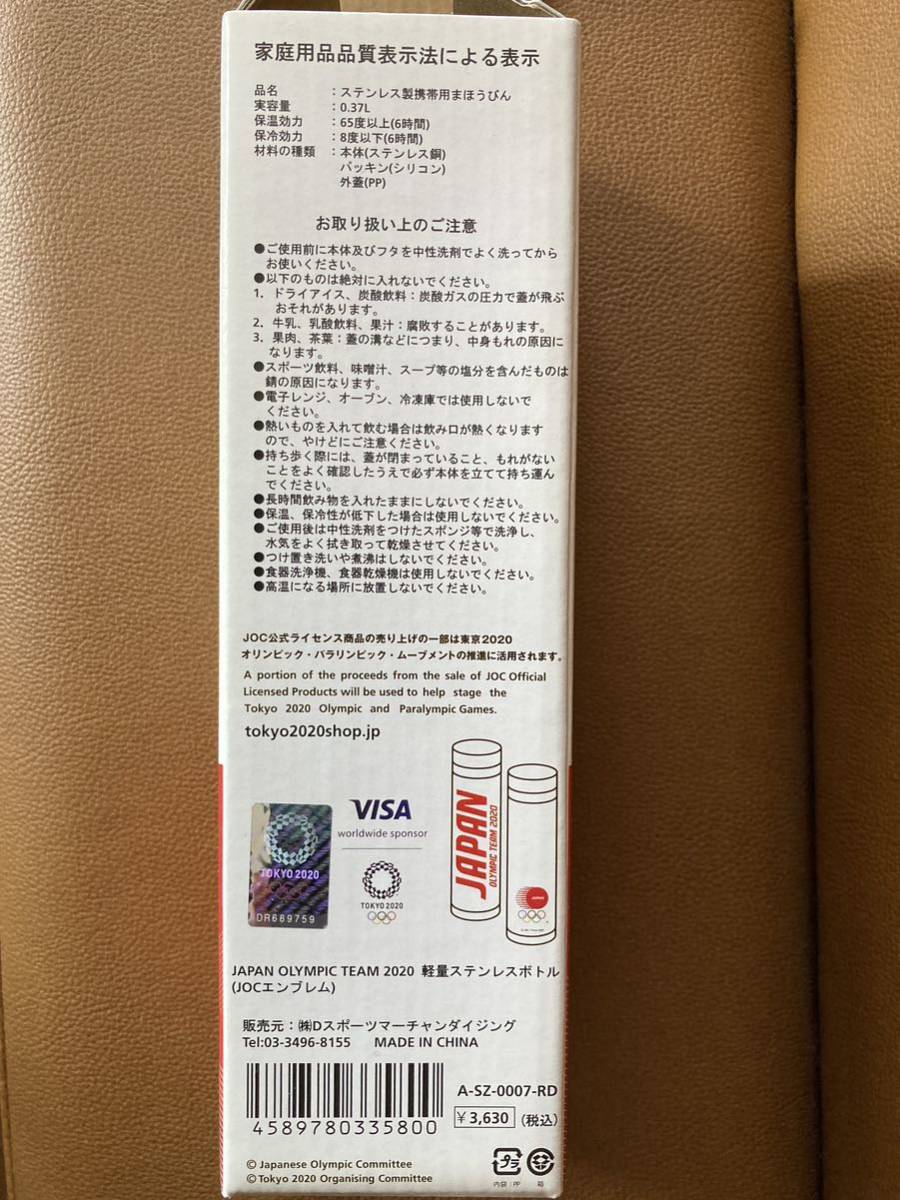 家庭用品品質表示法による表示
品名 ：ステンレス製携帯用まほうびん
実容量 ：0.37L
保温効力 ：65度以上(6時間)
保冷効力 ：8度以下(6時間)
材料の種類 ：本体(ステンレス鋼)
パッキン(シリコン)
外蓋(PP)
お取り扱い上のご注意
●ご使用前に本体及びフタを中性洗剤でよく洗ってから
お使いください。
●以下のものは絶対に入れないでください。
1．ドライアイス、炭酸飲料：炭酸ガスの圧力で蓋が飛ぶ
おそれがあります。
2．牛乳、乳酸飲料、果汁：腐敗することがあります。
3．果肉、茶葉：蓋の溝などにつまり、中身もれの原因に
なります。
●スポーツ飲料、味噌汁、スープ等の塩分を含んだものは
錆の原因になります。
●電子レンジ、オーブン、冷凍庫では使用しないで
ください。
●熱いものを入れて飲む場合は飲み口が熱くなります
ので、やけどにご注意ください。
●持ち歩く際には、蓋が閉まっていること、もれがない
ことをよく確認したうえで必ず本体を立てて持ち運ん
でください。
●長時間飲み物を入れたままにしないでください。
●保温、保冷性が低下した場合は使用しないでください。
●ご使用後は中性洗剤をつけたスポンジ等で洗浄し、
水気をよく拭き取って乾燥させてください。
●つけ置き洗いや煮沸はしないでください。
●食器洗浄機、食器乾燥機は使用しないでください。
●高温になる場所に放置しないでください。
JOC公式ライセンス商品の売り上げの一部は東京2020
オリンピック・パラリンピック・ムーブメントの推進に活用されます。
A portion of the proceeds from the sale of JOC Official
Licensed Products will be used to help stage the
Tokyo 2020 Olympic and Paralympic Games.
tokyo2020shop.jp
VISA
worldwide sponsor
TOKYO 2020
TOKYO 2020
DR689759
JAPAN
OLYMPIC TEAM 2020
JAPAN
JAPAN OLYMPIC TEAM 2020 軽量ステンレスボトル
(JOCエンブレム)
販売元：㈱Dスポーツマーチャンダイジング
Tel:03-3496-8155 MADE IN CHINA
4589780335800
A-SZ-0007-RD
¥3,630 (税込)
プラ
内袋：PP 箱
© Japanese Olympic Committee
© Tokyo 2020 Organising Committee